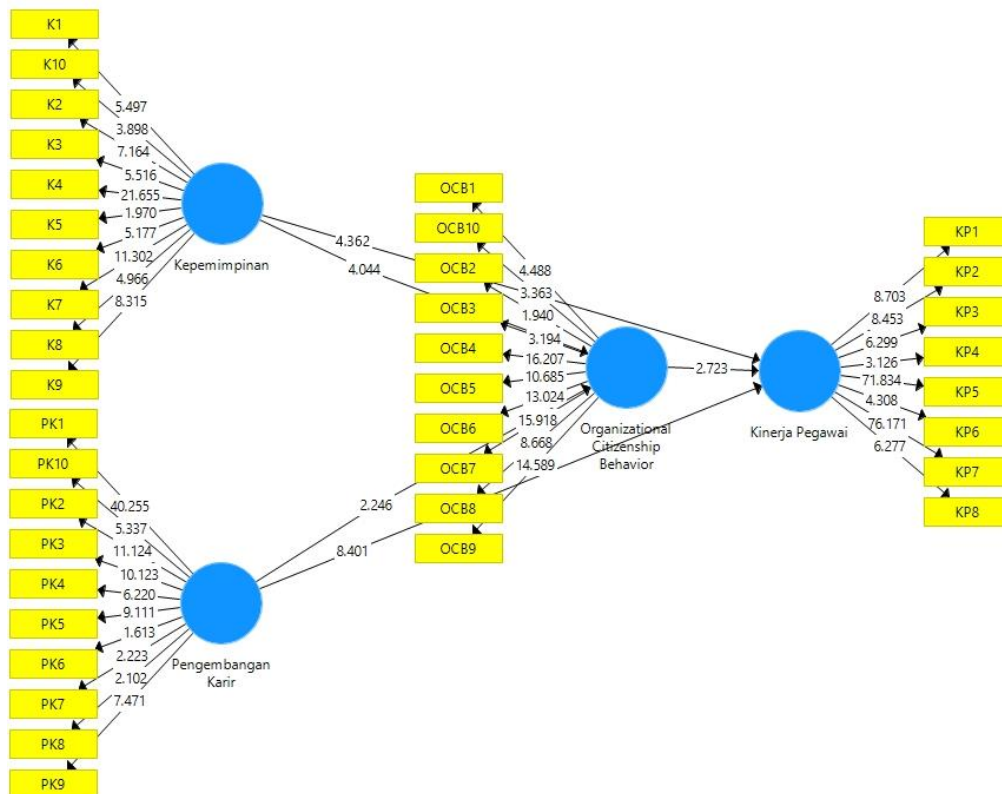 K1
K10
K2
K3
K4
K5
K6
K7
K8
K9
5.497
3.898
7.164
5.516
21.655
1.970
5.177
11.302
4.966
8.315
Kepemimpinan
PK1
PK10
PK2
PK3
PK4
PK5
PK6
PK7
PK8
PK9
40.255
5.337
11.124
10.123
6.220
9.111
1.613
2.223
2.102
7.471
Pengembangan
Karir
4.362
4.044
2.246
8.401
OCB1
OCB10
OCB2
OCB3
OCB4
OCB5
OCB6
OCB7
OCB8
OCB9
4.488
3.363
1.940
3.194
16.207
10.685
13.024
15.918
8.668
14.589
Organizational
Citizenship
Behavior
2.723
Kinerja Pegawai
8.703
8.453
6.299
3.126
71.834
4.308
76.171
6.277
KP1
KP2
KP3
KP4
KP5
KP6
KP7
KP8